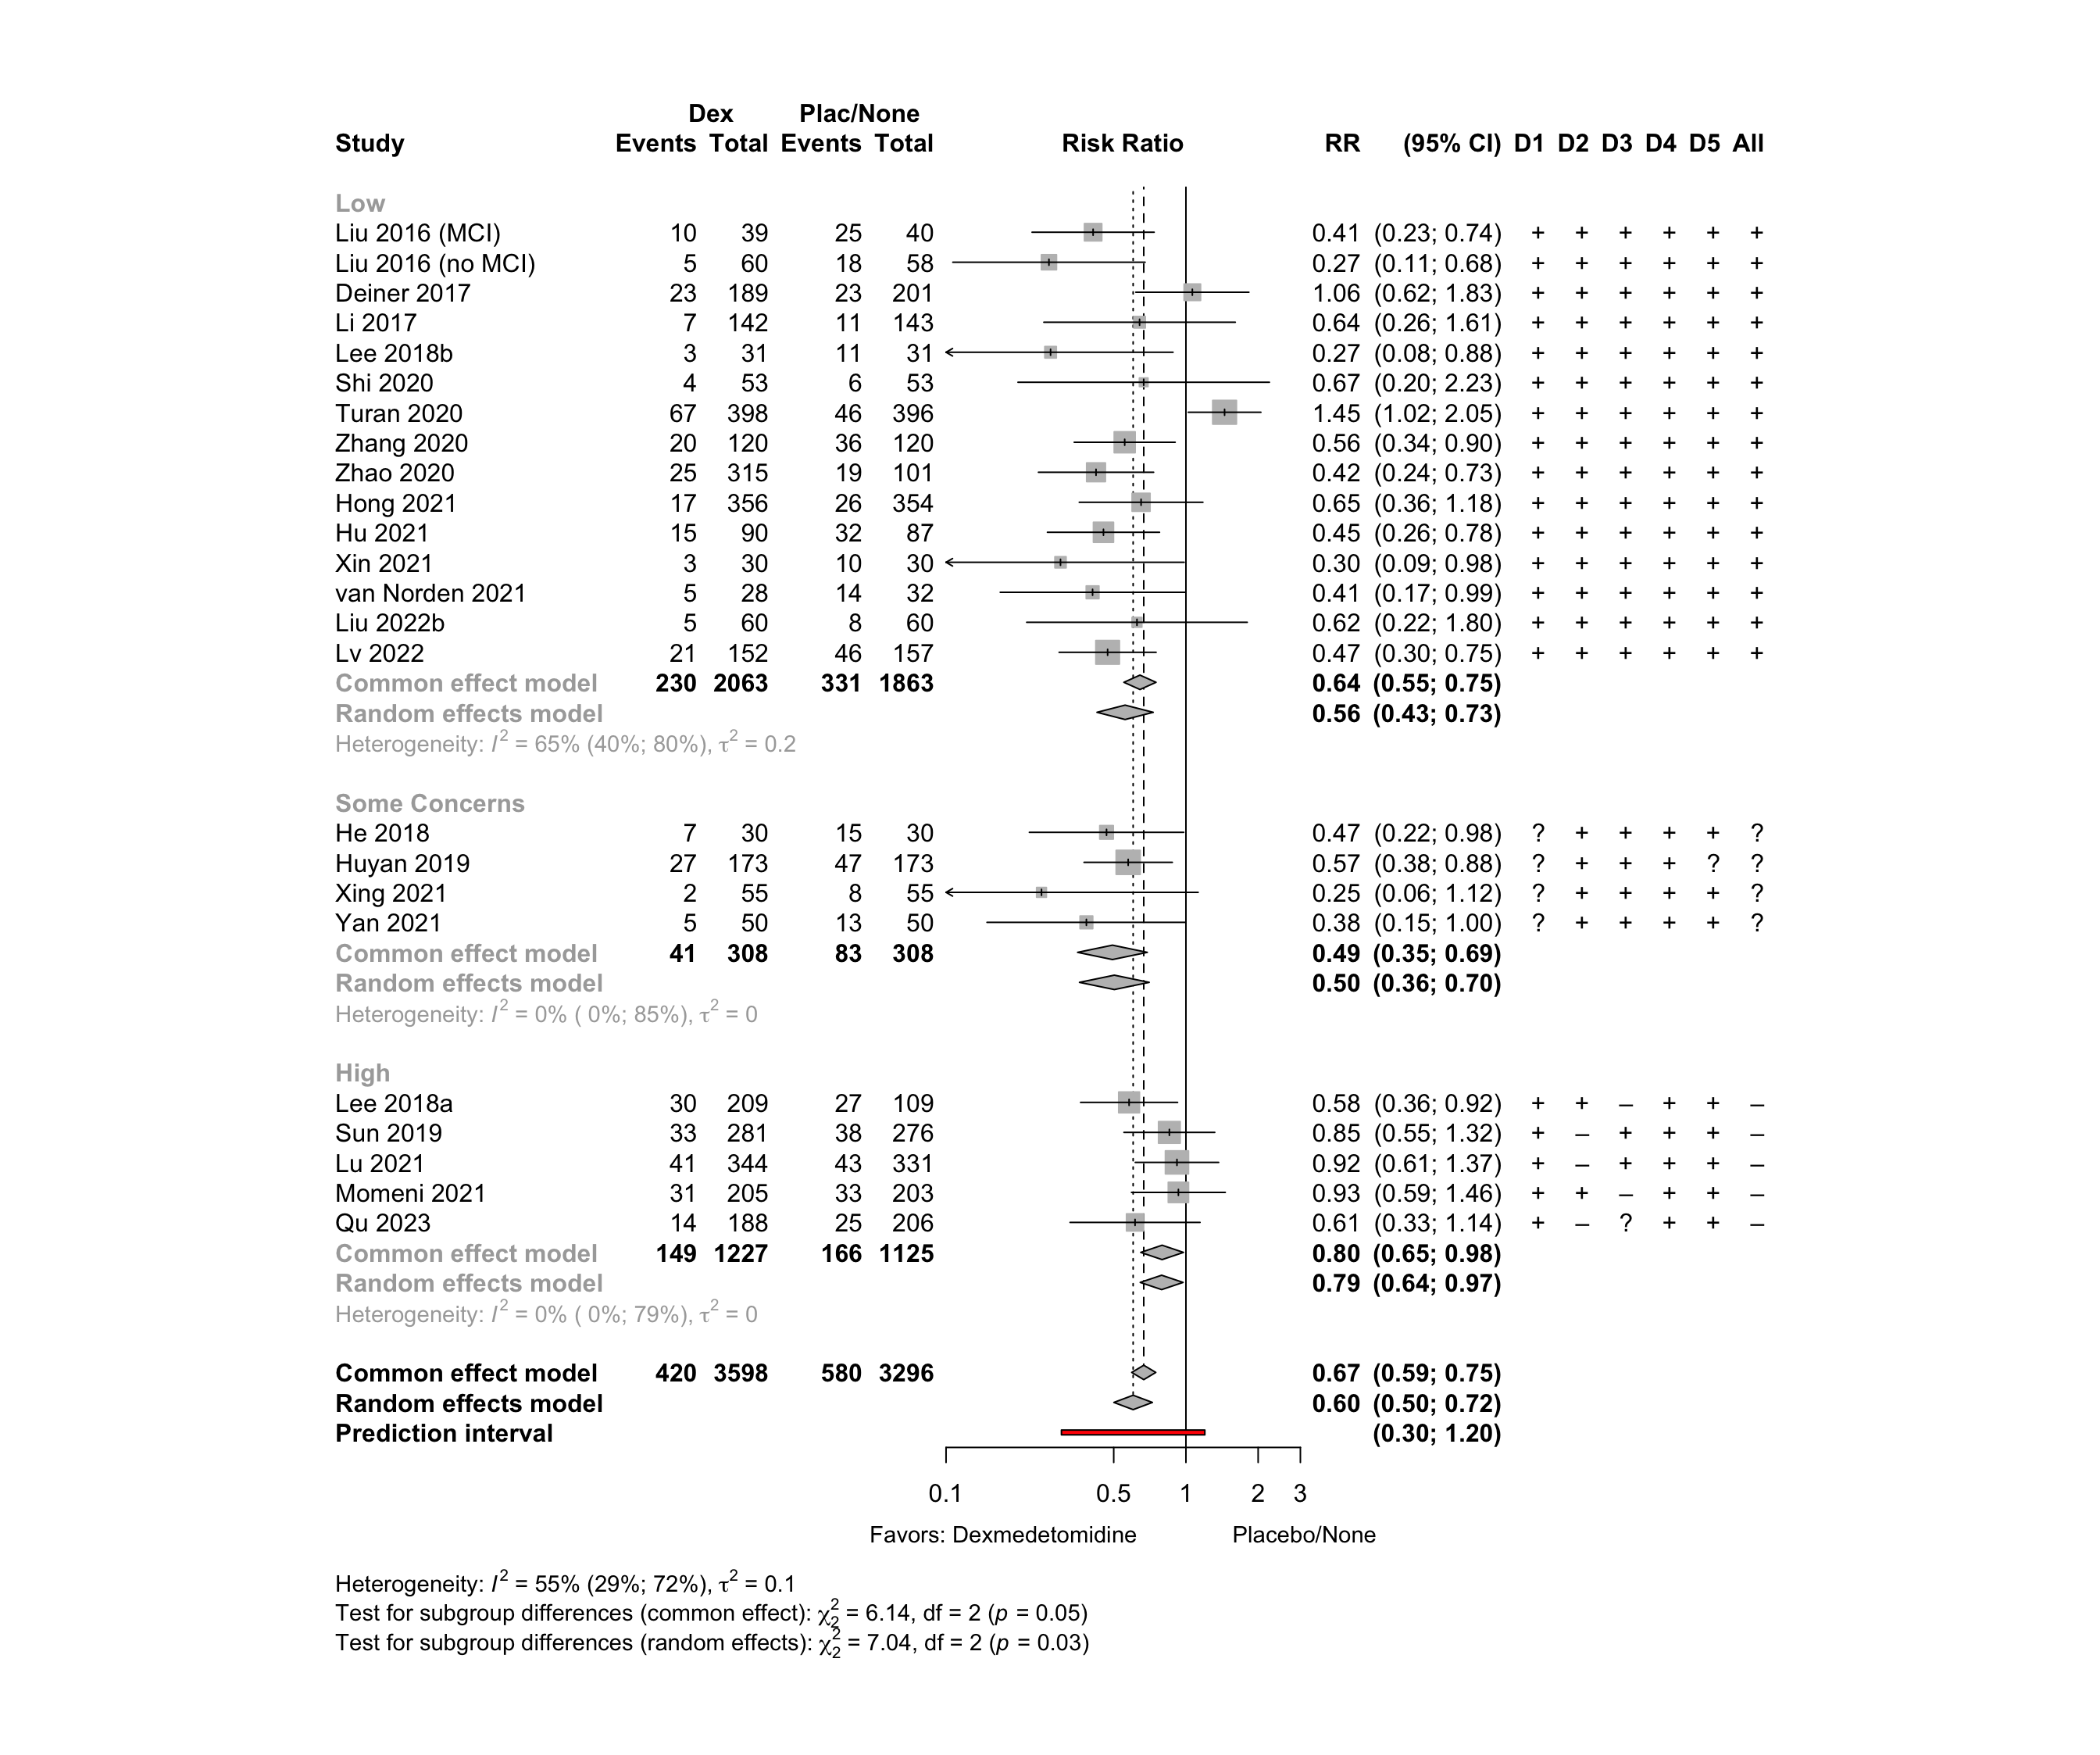 Dex Plac/None
Study Events Total Events Total Risk Ratio RR (95% CI) D1 D2 D3 D4 D5 All
Low
Liu 2016 (MCI) 10 39 25 40 0.41 (0.23; 0.74) + + + + + +
Liu 2016 (no MCI) 5 60 18 58 0.27 (0.11; 0.68) + + + + + +
Deiner 2017 23 189 23 201 1.06 (0.62; 1.83) + + + + + +
Li 2017 7 142 11 143 0.64 (0.26; 1.61) + + + + + +
Lee 2018b 3 31 11 31 0.27 (0.08; 0.88) + + + + + +
Shi 2020 4 53 6 53 0.67 (0.20; 2.23) + + + + + +
Turan 2020 67 398 46 396 1.45 (1.02; 2.05) + + + + + +
Zhang 2020 20 120 36 120 0.56 (0.34; 0.90) + + + + + +
Zhao 2020 25 315 19 101 0.42 (0.24; 0.73) + + + + + +
Hong 2021 17 356 26 354 0.65 (0.36; 1.18) + + + + + +
Hu 2021 15 90 32 87 0.45 (0.26; 0.78) + + + + + +
Xin 2021 3 30 10 30 0.30 (0.09; 0.98) + + + + + +
van Norden 2021 5 28 14 32 0.41 (0.17; 0.99) + + + + + +
Liu 2022b 5 60 8 60 0.62 (0.22; 1.80) + + + + + +
Lv 2022 21 152 46 157 0.47 (0.30; 0.75) + + + + + +
Common effect model 230 2063 331 1863 0.64 (0.55; 0.75)
Random effects model 0.56 (0.43; 0.73)
Heterogeneity: I² = 65% (40%; 80%), τ² = 0.2
Some Concerns
He 2018 7 30 15 30 0.47 (0.22; 0.98) ? + + + + ?
Huyan 2019 27 173 47 173 0.57 (0.38; 0.88) ? + + + ? ?
Xing 2021 2 55 8 55 0.25 (0.06; 1.12) ? + + + + ?
Yan 2021 5 50 13 50 0.38 (0.15; 1.00) ? + + + + ?
Common effect model 41 308 83 308 0.49 (0.35; 0.69)
Random effects model 0.50 (0.36; 0.70)
Heterogeneity: I² = 0% ( 0%; 85%), τ² = 0
High
Lee 2018a 30 209 27 109 0.58 (0.36; 0.92) + + – + + –
Sun 2019 33 281 38 276 0.85 (0.55; 1.32) + – + + + –
Lu 2021 41 344 43 331 0.92 (0.61; 1.37) + – + + + –
Momeni 2021 31 205 33 203 0.93 (0.59; 1.46) + + – + + –
Qu 2023 14 188 25 206 0.61 (0.33; 1.14) + – ? + + –
Common effect model 149 1227 166 1125 0.80 (0.65; 0.98)
Random effects model 0.79 (0.64; 0.97)
Heterogeneity: I² = 0% ( 0%; 79%), τ² = 0
Common effect model 420 3598 580 3296 0.67 (0.59; 0.75)
Random effects model 0.60 (0.50; 0.72)
Prediction interval (0.30; 1.20)
0.1 0.5 1 2 3
Favors: Dexmedetomidine Placebo/None
Heterogeneity: I² = 55% (29%; 72%), τ² = 0.1
Test for subgroup differences (common effect): χ²₂ = 6.14, df = 2 (p = 0.05)
Test for subgroup differences (random effects): χ²₂ = 7.04, df = 2 (p = 0.03)